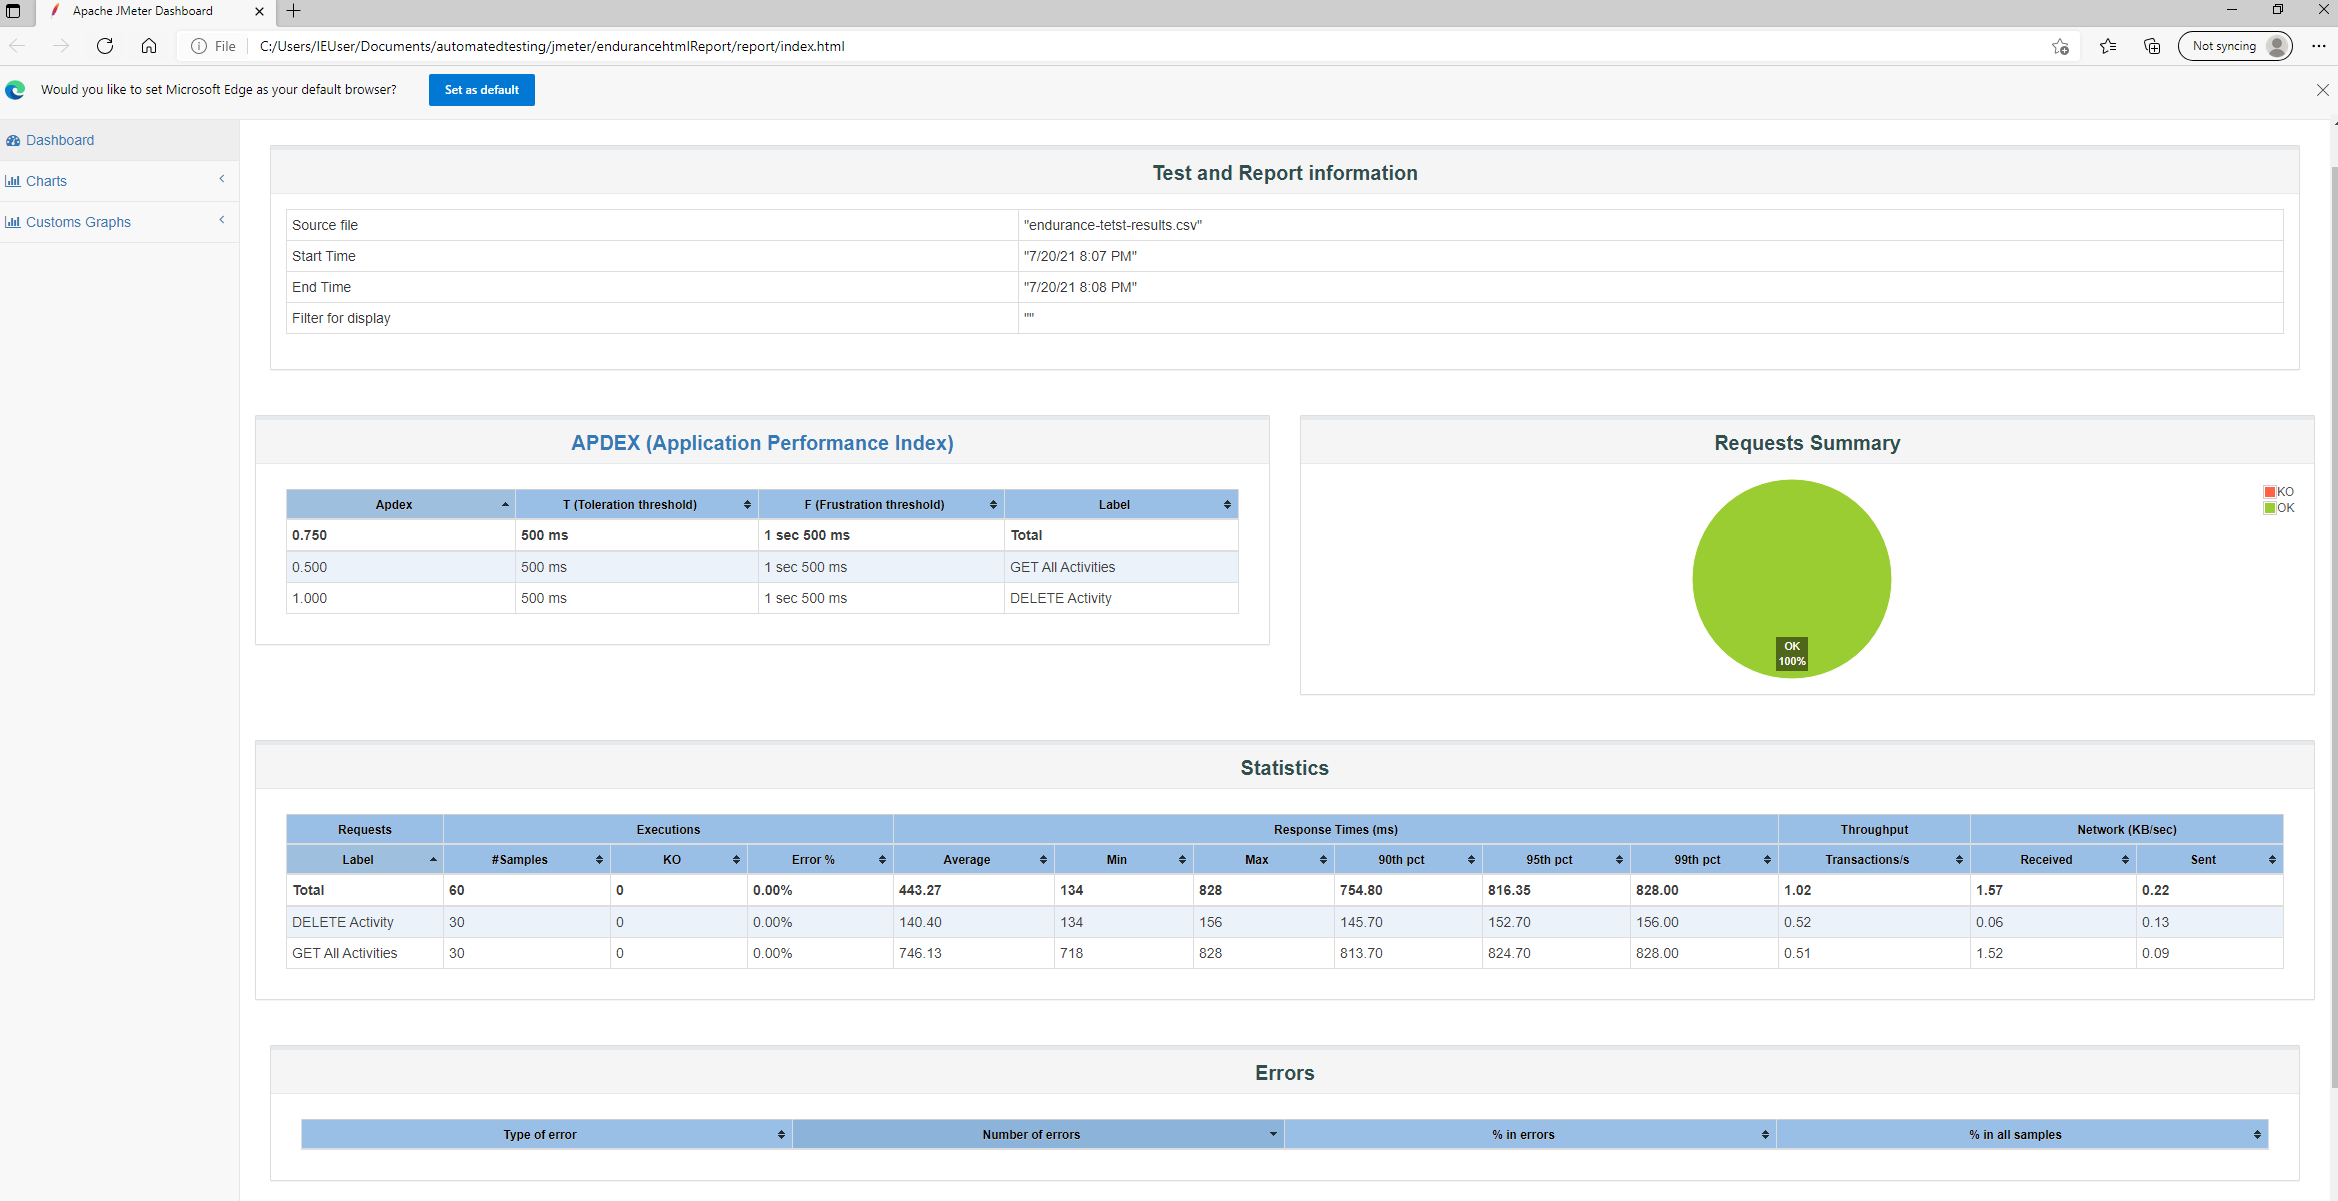 Apache JMeter Dashboard
File C:/Users/IEUser/Documents/automatedtesting/jmeter/endurancehtmlReport/report/index.html Not syncing
Would you like to set Microsoft Edge as your default browser? Set as default
Dashboard
Charts
Customs Graphs
Test and Report information
Source file "endurance-tetst-results.csv"
Start Time "7/20/21 8:07 PM"
End Time "7/20/21 8:08 PM"
Filter for display ""
APDEX (Application Performance Index)
Apdex T (Toleration threshold) F (Frustration threshold) Label
0.750 500 ms 1 sec 500 ms Total
0.500 500 ms 1 sec 500 ms GET All Activities
1.000 500 ms 1 sec 500 ms DELETE Activity
Requests Summary
KO
OK
OK
100%
Statistics
Requests Executions Response Times (ms) Throughput Network (KB/sec)
Label #Samples KO Error % Average Min Max 90th pct 95th pct 99th pct Transactions/s Received Sent
Total 60 0 0.00% 443.27 134 828 754.80 816.35 828.00 1.02 1.57 0.22
DELETE Activity 30 0 0.00% 140.40 134 156 145.70 152.70 156.00 0.52 0.06 0.13
GET All Activities 30 0 0.00% 746.13 718 828 813.70 824.70 828.00 0.51 1.52 0.09
Errors
Type of error Number of errors % in errors % in all samples